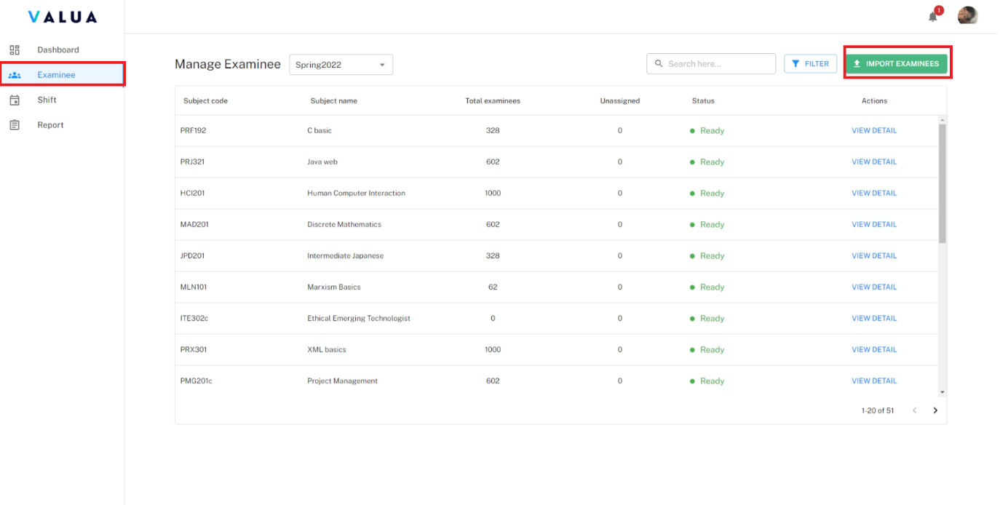 VALUA
1
Dashboard
Examinee
Shift
Report
Manage Examinee
Spring2022
Search here...
FILTER
IMPORT EXAMINEES
Subject code Subject name Total examinees Unassigned Status Actions
PRF192 C basic 328 0 Ready VIEW DETAIL
PRJ321 Java web 602 0 Ready VIEW DETAIL
HCI201 Human Computer Interaction 1000 0 Ready VIEW DETAIL
MAD201 Discrete Mathematics 602 0 Ready VIEW DETAIL
JPD201 Intermediate Japanese 328 0 Ready VIEW DETAIL
MLN101 Marxism Basics 62 0 Ready VIEW DETAIL
ITE302c Ethical Emerging Technologist 0 0 Ready VIEW DETAIL
PRX301 XML basics 1000 0 Ready VIEW DETAIL
PMG201c Project Management 602 0 Ready VIEW DETAIL
1-20 of 51